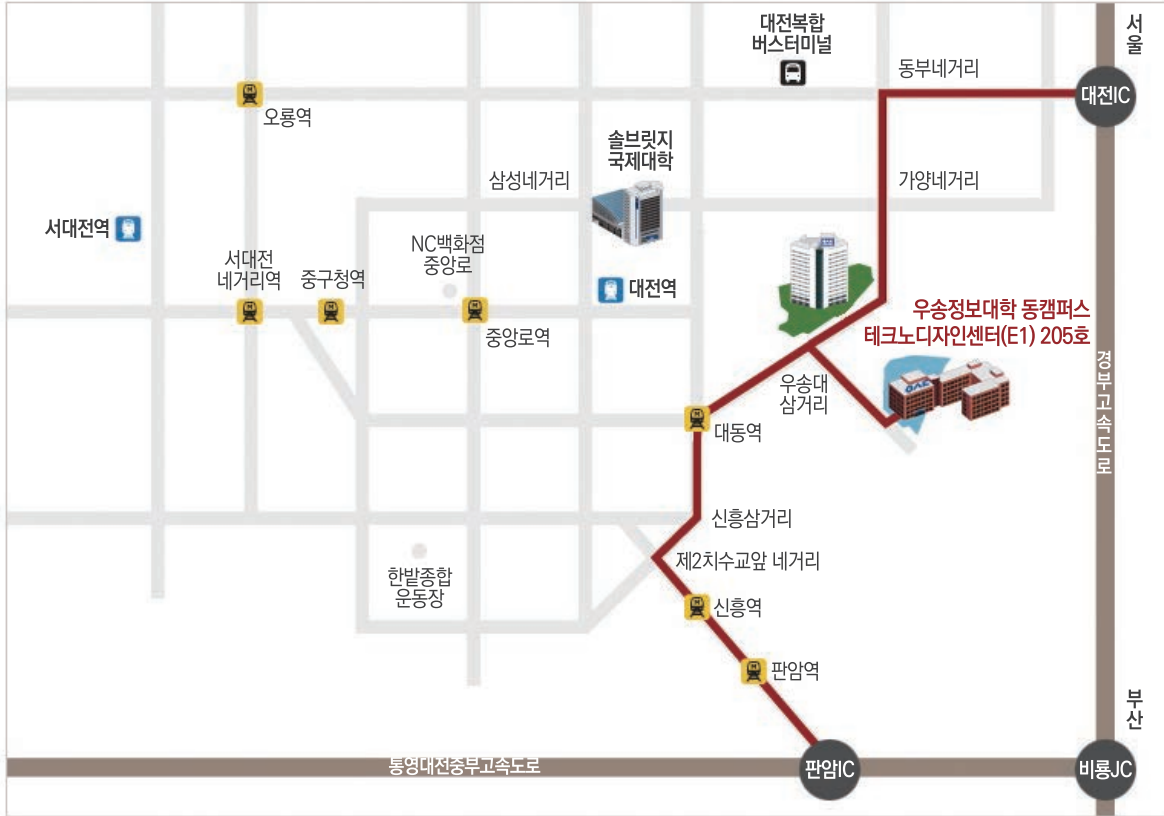 서울
대전복합
버스터미널
동부네거리
대전IC
오룡역
솔브릿지
국제대학
삼성네거리
가양네거리
서대전역
NC백화점
중앙로
서대전
네거리역
중구청역
대전역
중앙로역
우송정보대학 동캠퍼스
테크노디자인센터(E1) 205호
우송대
삼거리
경부고속도로
대동역
신흥삼거리
제2치수교앞 네거리
한밭종합
운동장
신흥역
판암역
부산
통영대전중부고속도로
판암IC
비룡JC